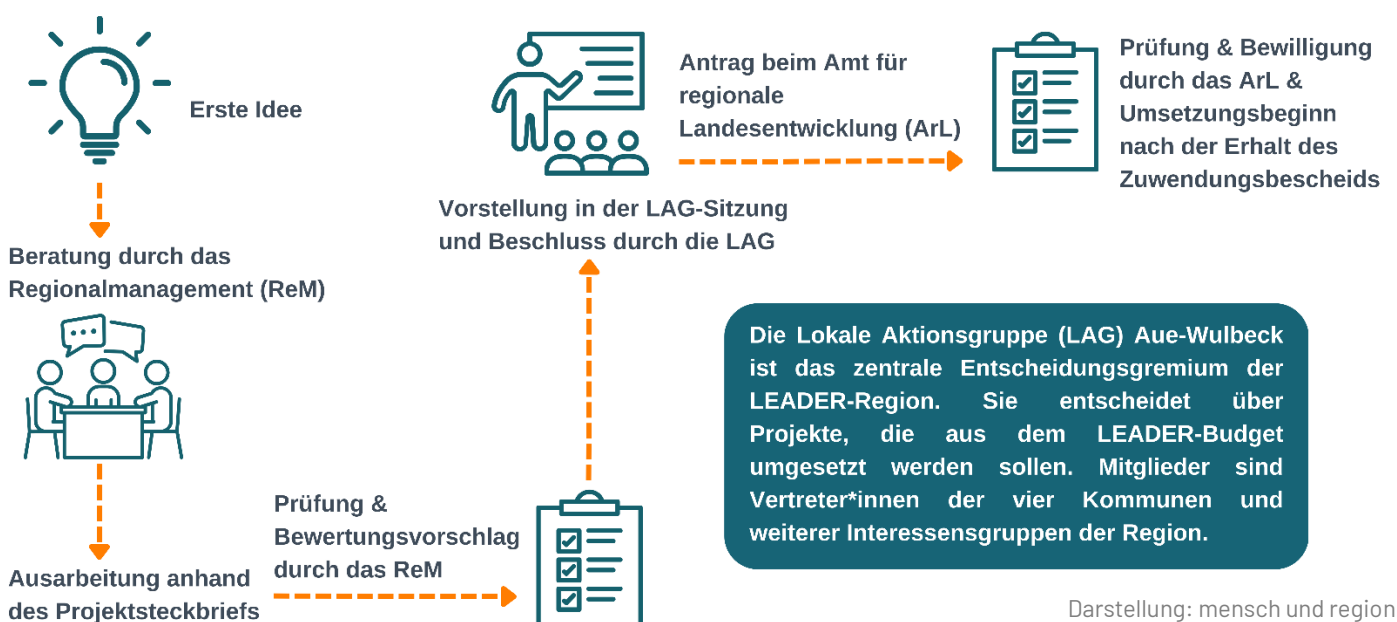 Erste Idee
Beratung durch das
Regionalmanagement (ReM)
Ausarbeitung anhand
des Projektsteckbriefs
Prüfung &
Bewertungsvorschlag
durch das ReM
Vorstellung in der LAG-Sitzung
und Beschluss durch die LAG
Antrag beim Amt für
regionale
Landesentwicklung (ArL)
Prüfung & Bewilligung
durch das ArL &
Umsetzungsbeginn
nach der Erhalt des
Zuwendungsbescheids
Die Lokale Aktionsgruppe (LAG) Aue-Wulbeck
ist das zentrale Entscheidungsgremium der
LEADER-Region. Sie entscheidet über
Projekte, die aus dem LEADER-Budget
umgesetzt werden sollen. Mitglieder sind
Vertreter*innen der vier Kommunen und
weiterer Interessensgruppen der Region.
Darstellung: mensch und region